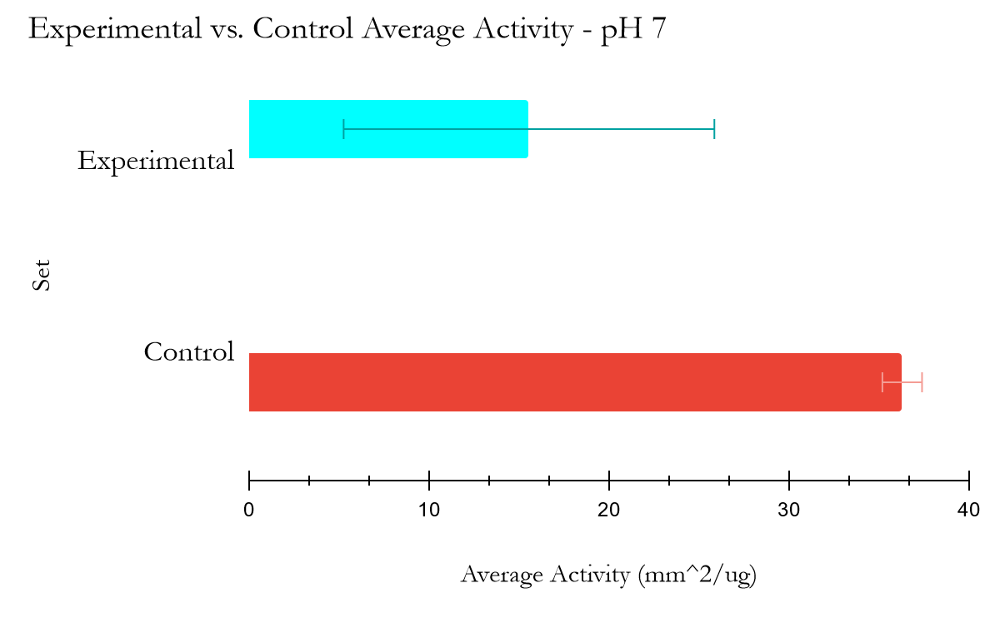 Experimental vs. Control Average Activity - pH 7
Experimental
Set
Control
0 10 20 30 40
Average Activity (mm^2/ug)